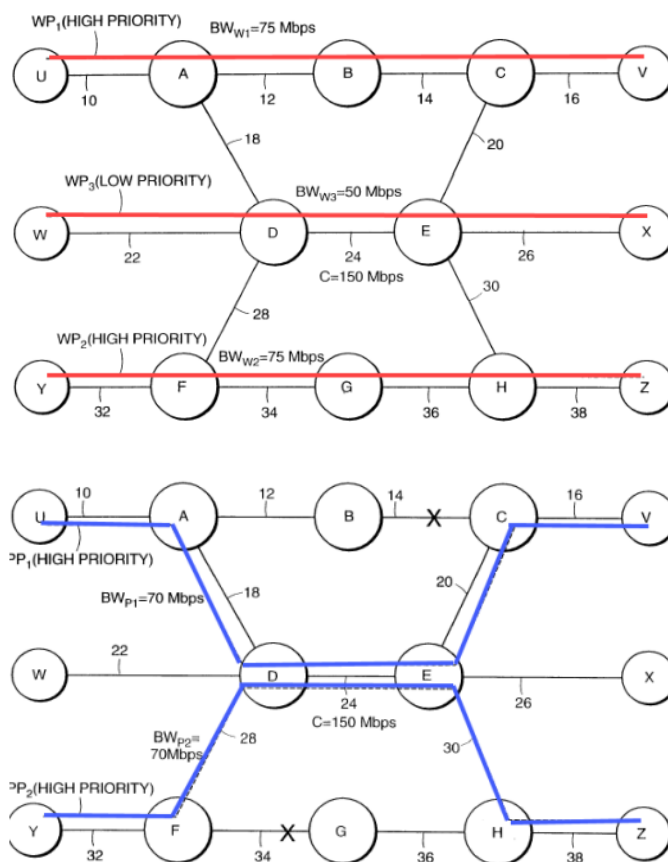 WP1(HIGH PRIORITY)
BWW1=75 Mbps
U A B C V
10 12 14 16
18 20
WP3(LOW PRIORITY)
BWW3=50 Mbps
W D E X
22 24 26
C=150 Mbps
28 30
WP2(HIGH PRIORITY)
BWW2=75 Mbps
Y F G H Z
32 34 36 38
10 12 14 16
U A B X C V
PP1(HIGH PRIORITY)
BWP1=70 Mbps
18 20
22
W D E X
24 26
C=150 Mbps
BWP2=
70Mbps
28 30
PP2(HIGH PRIORITY)
Y F X G H Z
32 34 36 38